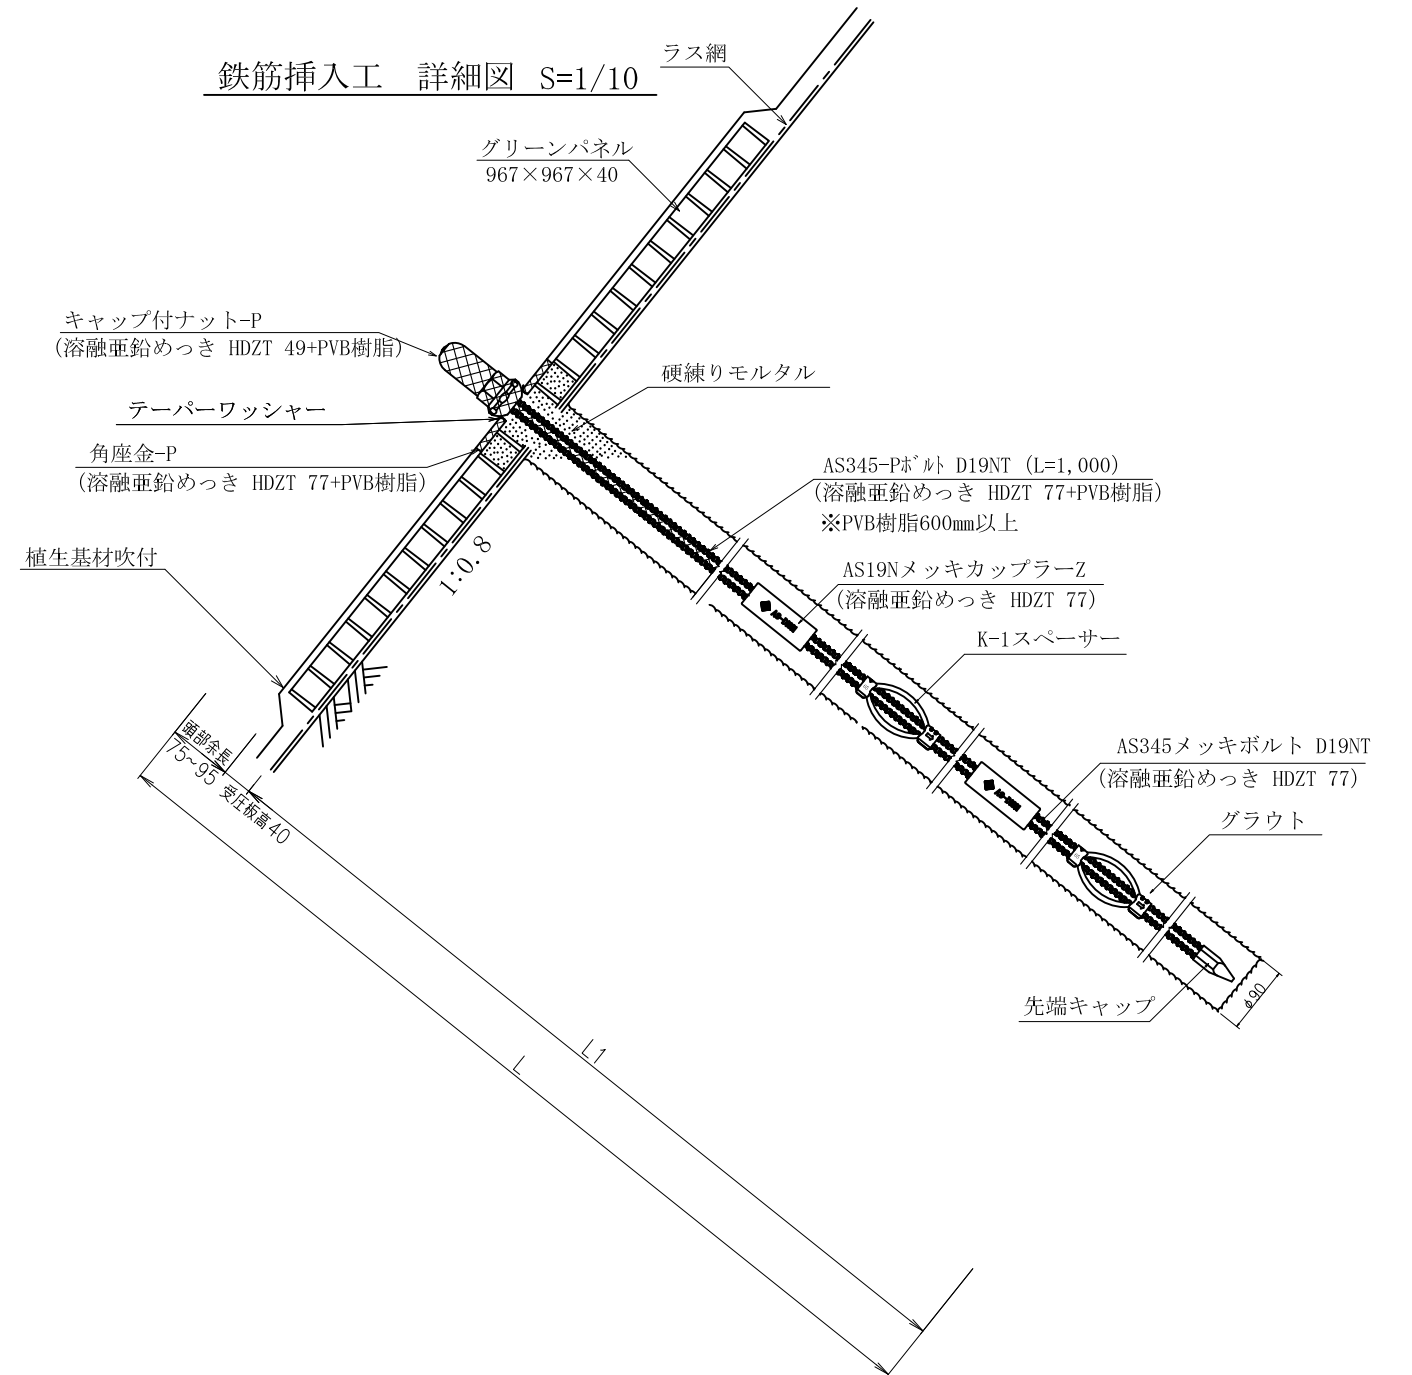 鉄筋挿入工　詳細図　S=1/10
ラス網
グリーンパネル
967×967×40
キャップ付ナット-P
(溶融亜鉛めっき HDZT 49+PVB樹脂)
テーパーワッシャー
角座金-P
(溶融亜鉛めっき HDZT 77+PVB樹脂)
硬練りモルタル
AS345-Pボルト D19NT (L=1,000)
(溶融亜鉛めっき HDZT 77+PVB樹脂)
※PVB樹脂600mm以上
植生基材吹付
1:0.8
AS19NメッキカップラーZ
(溶融亜鉛めっき HDZT 77)
K-1スペーサー
AS345メッキボルト D19NT
(溶融亜鉛めっき HDZT 77)
グラウト
頭部余長
75~95
受圧板高40
先端キャップ
φ90
L1
L